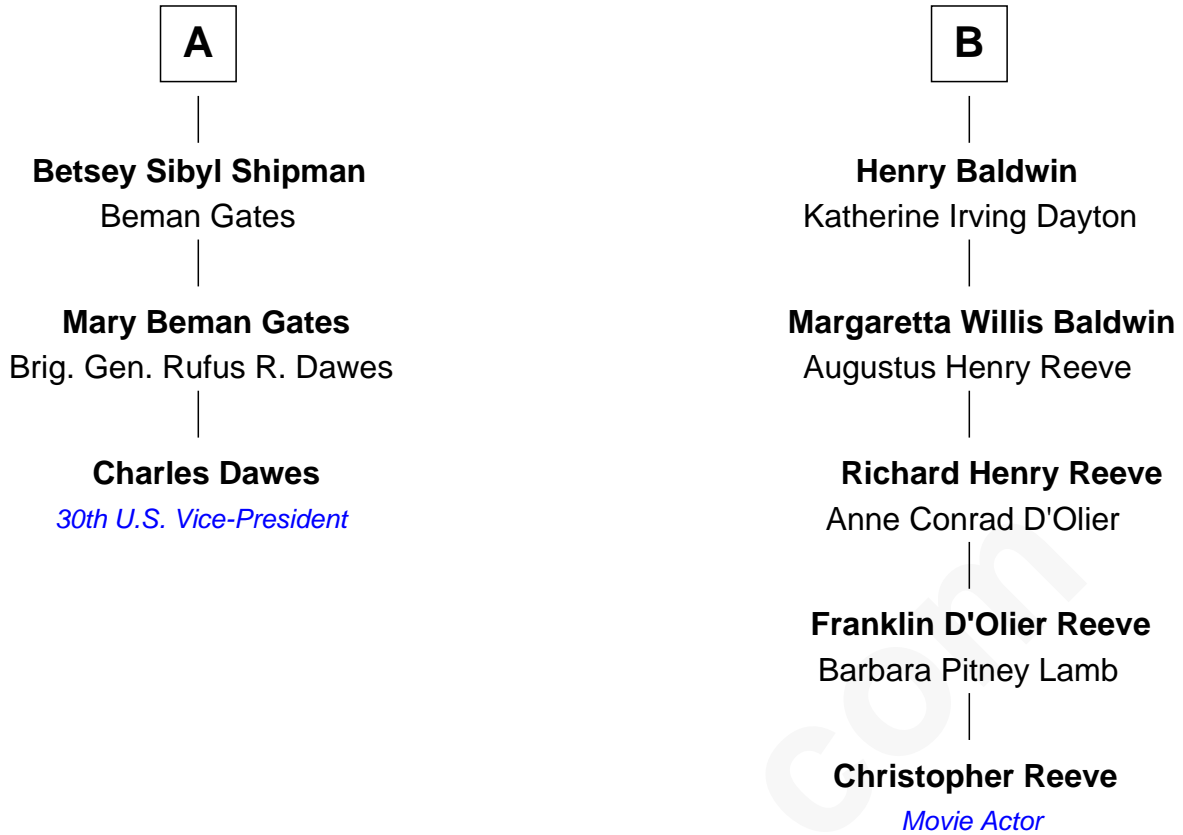 A
Betsey Sibyl Shipman
Beman Gates
Mary Beman Gates
Brig. Gen. Rufus R. Dawes
Charles Dawes
30th U.S. Vice-President
B
Henry Baldwin
Katherine Irving Dayton
Margaretta Willis Baldwin
Augustus Henry Reeve
Richard Henry Reeve
Anne Conrad D'Olier
Franklin D'Olier Reeve
Barbara Pitney Lamb
Christopher Reeve
Movie Actor
com